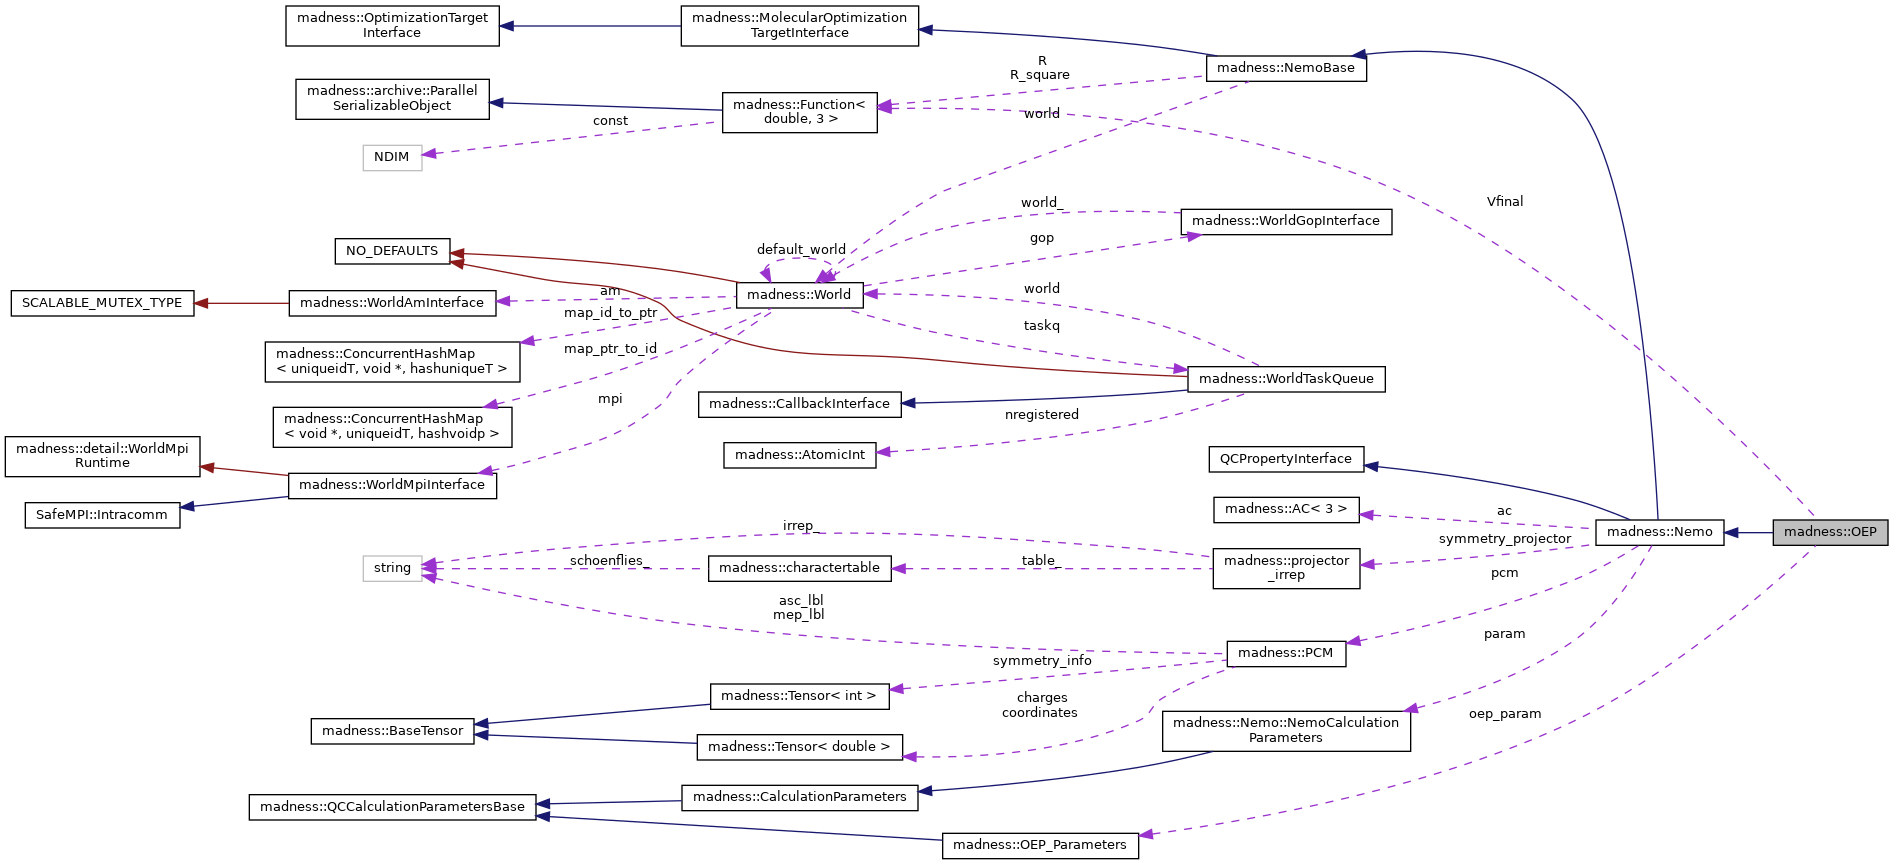 madness::OptimizationTarget
Interface
madness::MolecularOptimization
TargetInterface
madness::NemoBase
R
R_square
madness::archive::Parallel
SerializableObject
madness::Function<
double, 3 >
const
world
NDIM
Vfinal
world_
madness::WorldGopInterface
gop
NO_DEFAULTS
default_world
SCALABLE_MUTEX_TYPE
madness::WorldAmInterface
am
madness::World
world
map_id_to_ptr
taskq
madness::ConcurrentHashMap
< uniqueidT, void *, hashuniqueT >
map_ptr_to_id
madness::WorldTaskQueue
mpi
madness::CallbackInterface
nregistered
madness::ConcurrentHashMap
< void *, uniqueidT, hashvoidp >
madness::AtomicInt
madness::detail::WorldMpi
Runtime
madness::WorldMpiInterface
QCPropertyInterface
SafeMPI::Intracomm
madness::AC< 3 >
ac
irrep_
symmetry_projector
madness::Nemo
madness::OEP
string
schoenflies_
madness::charactertable
table_
madness::projector
_irrep
pcm
asc_lbl
mep_lbl
param
madness::PCM
symmetry_info
madness::Tensor< int >
charges
coordinates
madness::BaseTensor
madness::Tensor< double >
madness::Nemo::NemoCalculation
Parameters
oep_param
madness::QCCalculationParametersBase
madness::CalculationParameters
madness::OEP_Parameters